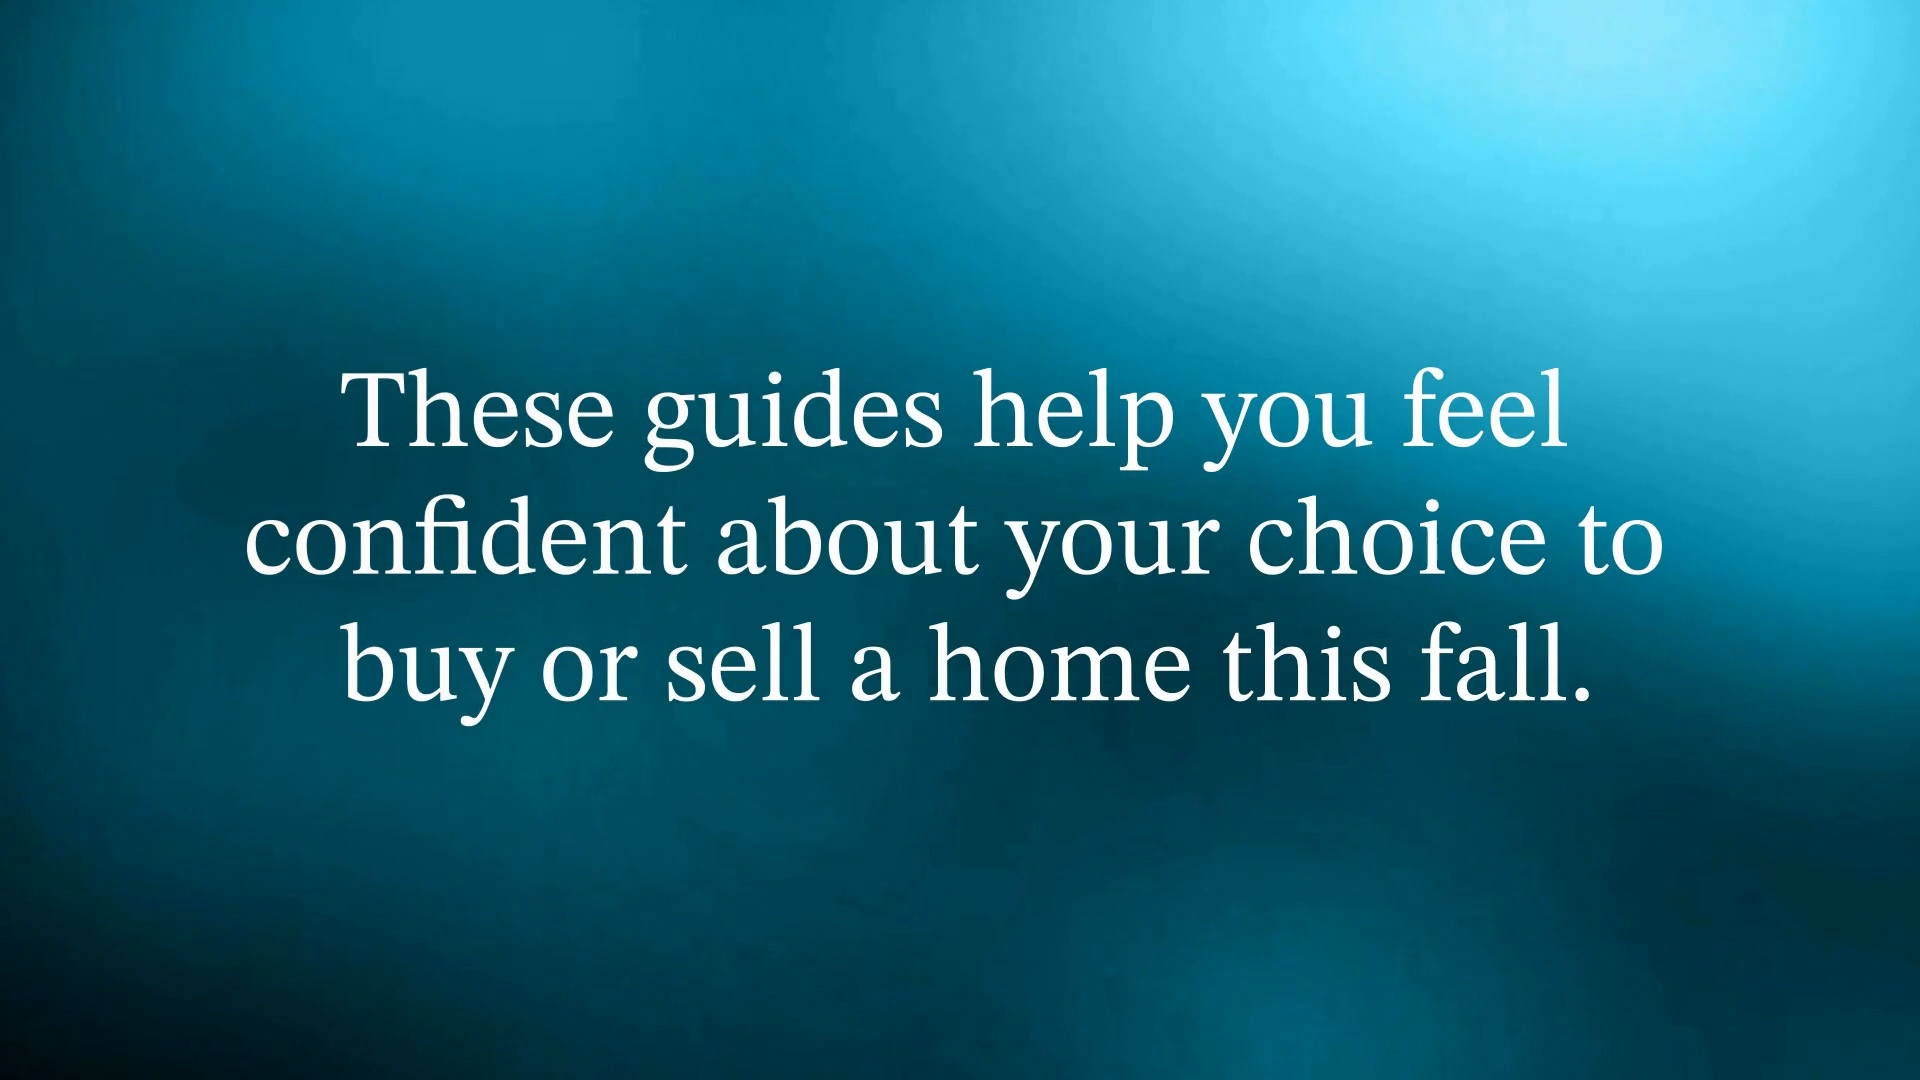 These guides help you feel
confident about your choice to
buy or sell a home this fall.